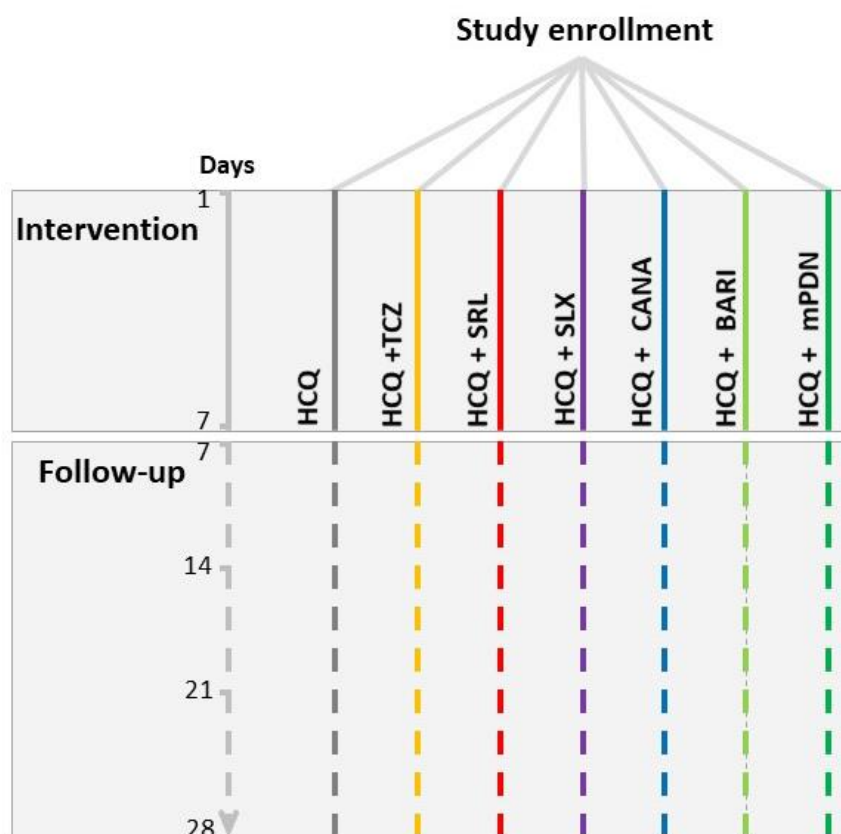 Study enrollment
Days
1
Intervention
HCQ
HCQ +TCZ
HCQ + SRL
HCQ + SLX
HCQ + CANA
HCQ + BARI
HCQ + mPDN
7
7
Follow-up
14
21
28